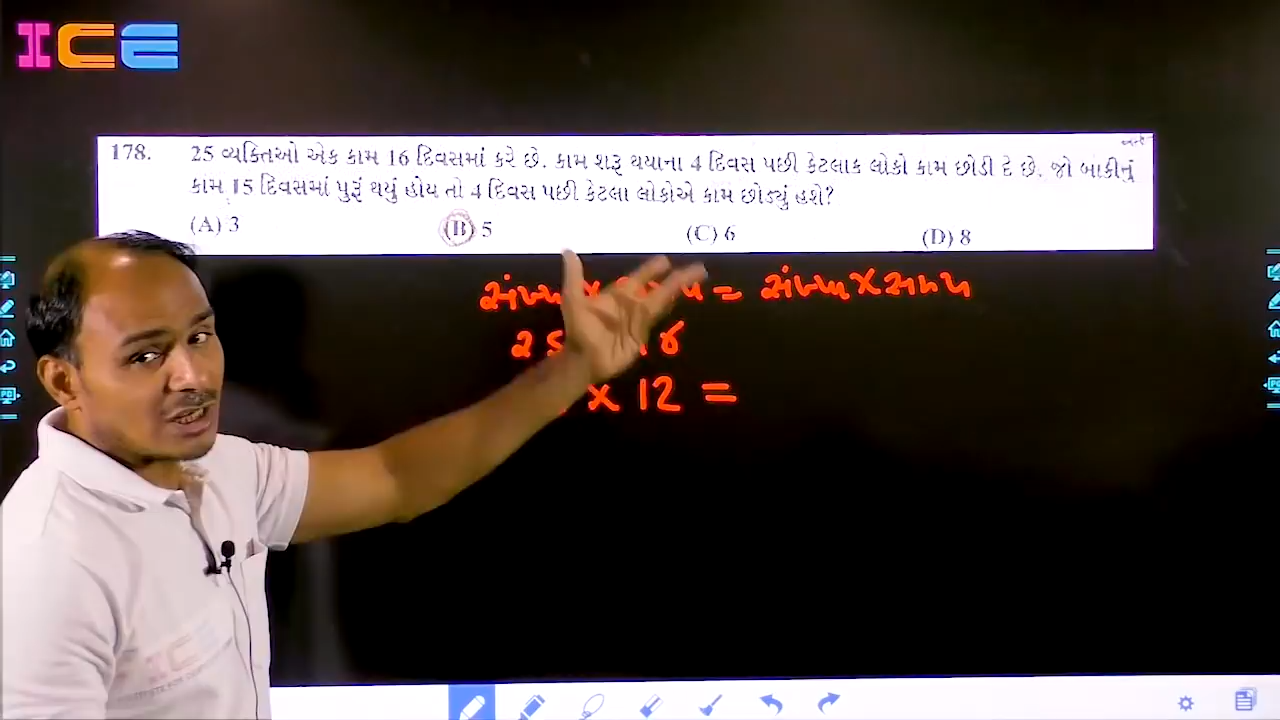 ICE
178. 25 વ્યક્તિઓ એક કામ 16 દિવસમાં કરે છે. કામ શરૂ થયાના 4 દિવસ પછી કેટલાક લોકો કામ છોડી દે છે. જો બાકીનું
કામ 15 દિવસમાં પુરૂં થયું હોય તો 4 દિવસ પછી કેટલા લોકોએ કામ છોડ્યું હશે?
(A) 3 (B) 5 (C) 6 (D) 8
= સંખ્યા × સમય
× 12 =
ICE